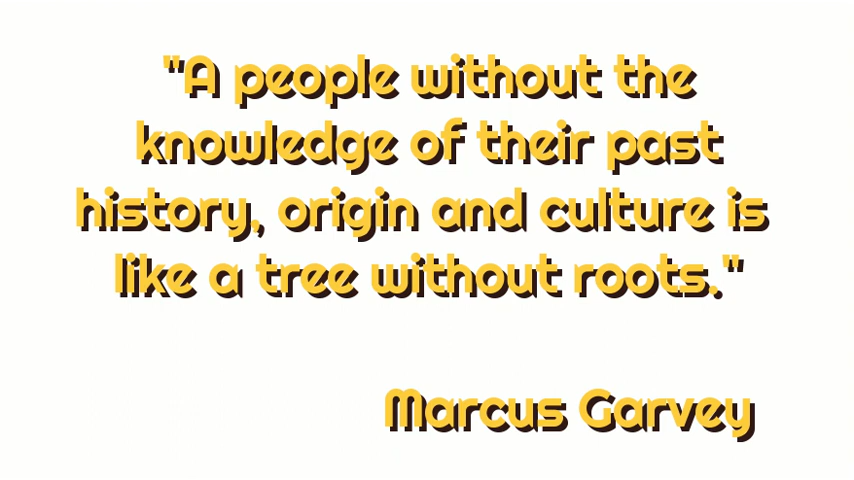 "A people without the
knowledge of their past
history, origin and culture is
like a tree without roots."
Marcus Garvey